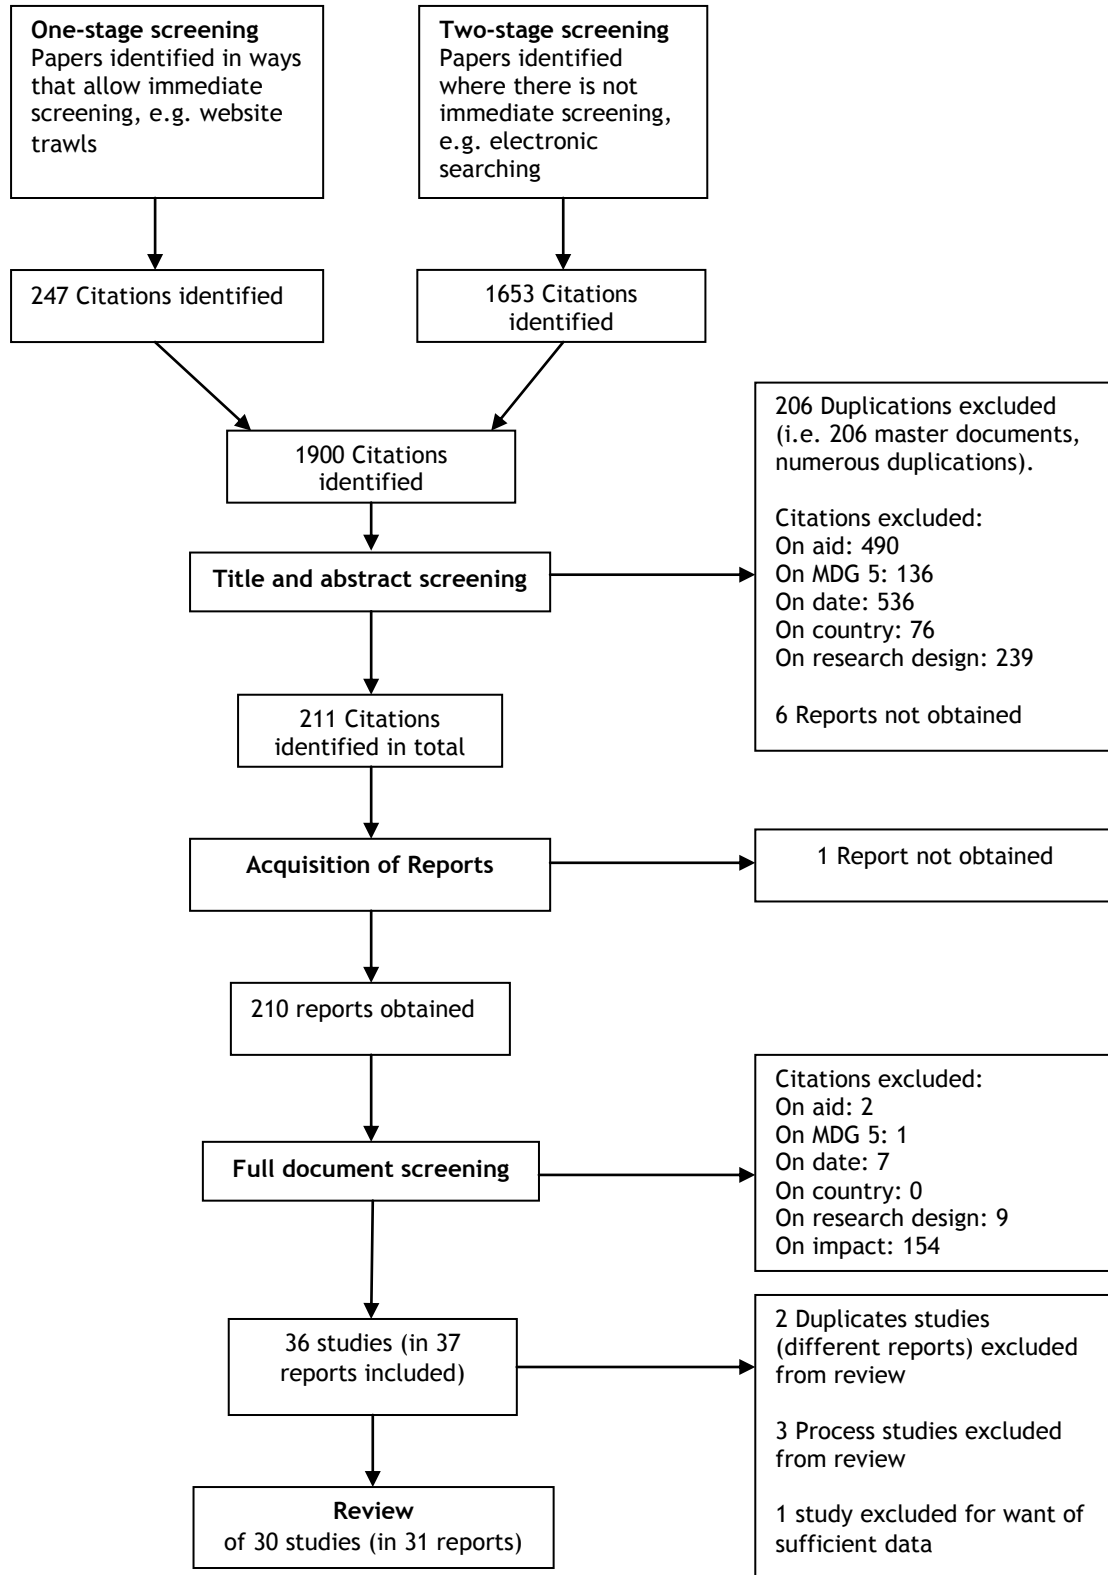 One-stage screening
Papers identified in ways
that allow immediate
screening, e.g. website
trawls
Two-stage screening
Papers identified
where there is not
immediate screening,
e.g. electronic
searching
247 Citations identified
1653 Citations
identified
1900 Citations
identified
206 Duplications excluded
(i.e. 206 master documents,
numerous duplications).
Citations excluded:
On aid: 490
On MDG 5: 136
On date: 536
On country: 76
On research design: 239
6 Reports not obtained
Title and abstract screening
211 Citations
identified in total
Acquisition of Reports
1 Report not obtained
210 reports obtained
Full document screening
Citations excluded:
On aid: 2
On MDG 5: 1
On date: 7
On country: 0
On research design: 9
On impact: 154
36 studies (in 37
reports included)
2 Duplicates studies
(different reports) excluded
from review
3 Process studies excluded
from review
1 study excluded for want of
sufficient data
Review
of 30 studies (in 31 reports)